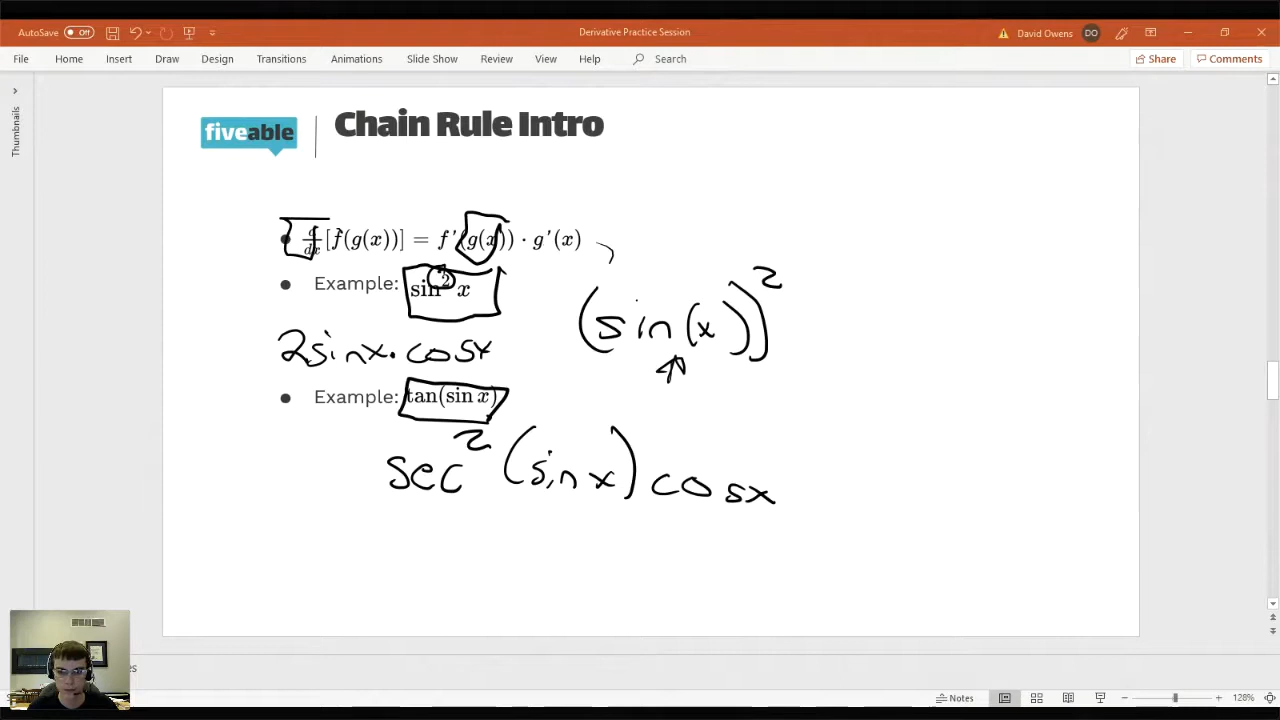 AutoSave Off Derivative Practice Session David Owens DO
File Home Insert Draw Design Transitions Animations Slide Show Review View Help Search Share Comments
Thumbnails
fiveable Chain Rule Intro
• d/dx [f(g(x))] = f'(g(x)) · g'(x)
• Example: sin² x
(sin(x))²
2sinx · cosx
• Example: tan(sin x)
sec² (sinx) cosx
Notes 128%